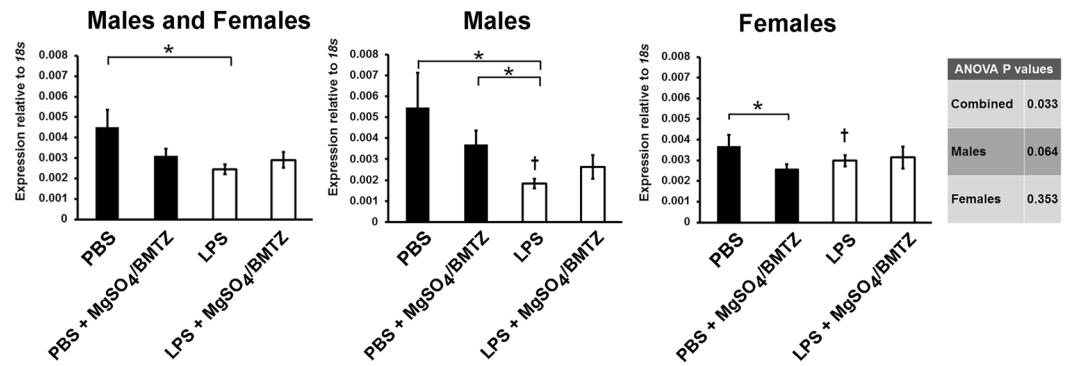 Males and Females
Expression relative to 18s
0.008
0.007
0.006
0.005
0.004
0.003
0.002
0.001
0
*
PBS
PBS + MgSO₄/BMTZ
LPS
LPS + MgSO₄/BMTZ
Males
Expression relative to 18s
0.008
0.007
0.006
0.005
0.004
0.003
0.002
0.001
0
*
*
†
PBS
PBS + MgSO₄/BMTZ
LPS
LPS + MgSO₄/BMTZ
Females
Expression relative to 18s
0.008
0.007
0.006
0.005
0.004
0.003
0.002
0.001
0
*
†
PBS
PBS + MgSO₄/BMTZ
LPS
LPS + MgSO₄/BMTZ
ANOVA P values
Combined 0.033
Males 0.064
Females 0.353